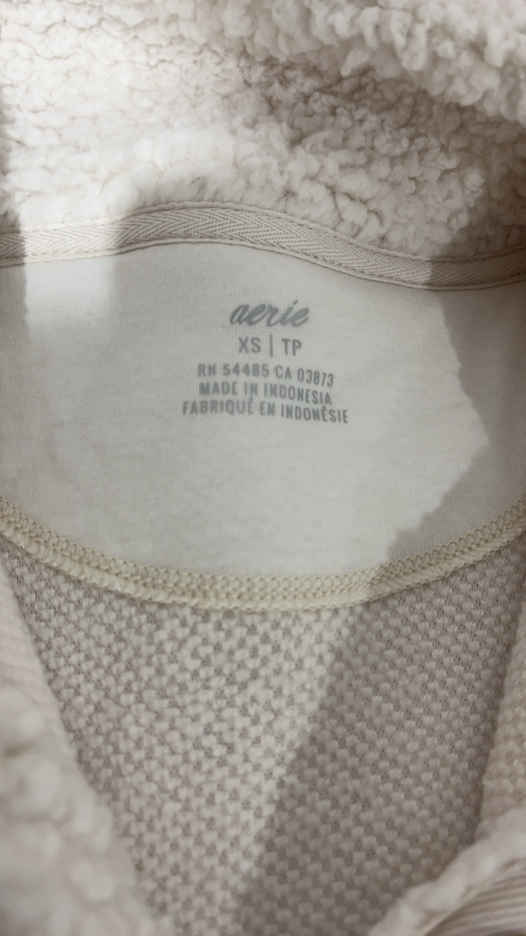 aerie
XS | TP
RN 54485 CA 03873
MADE IN INDONESIA
FABRIQUÉ EN INDONÉSIE